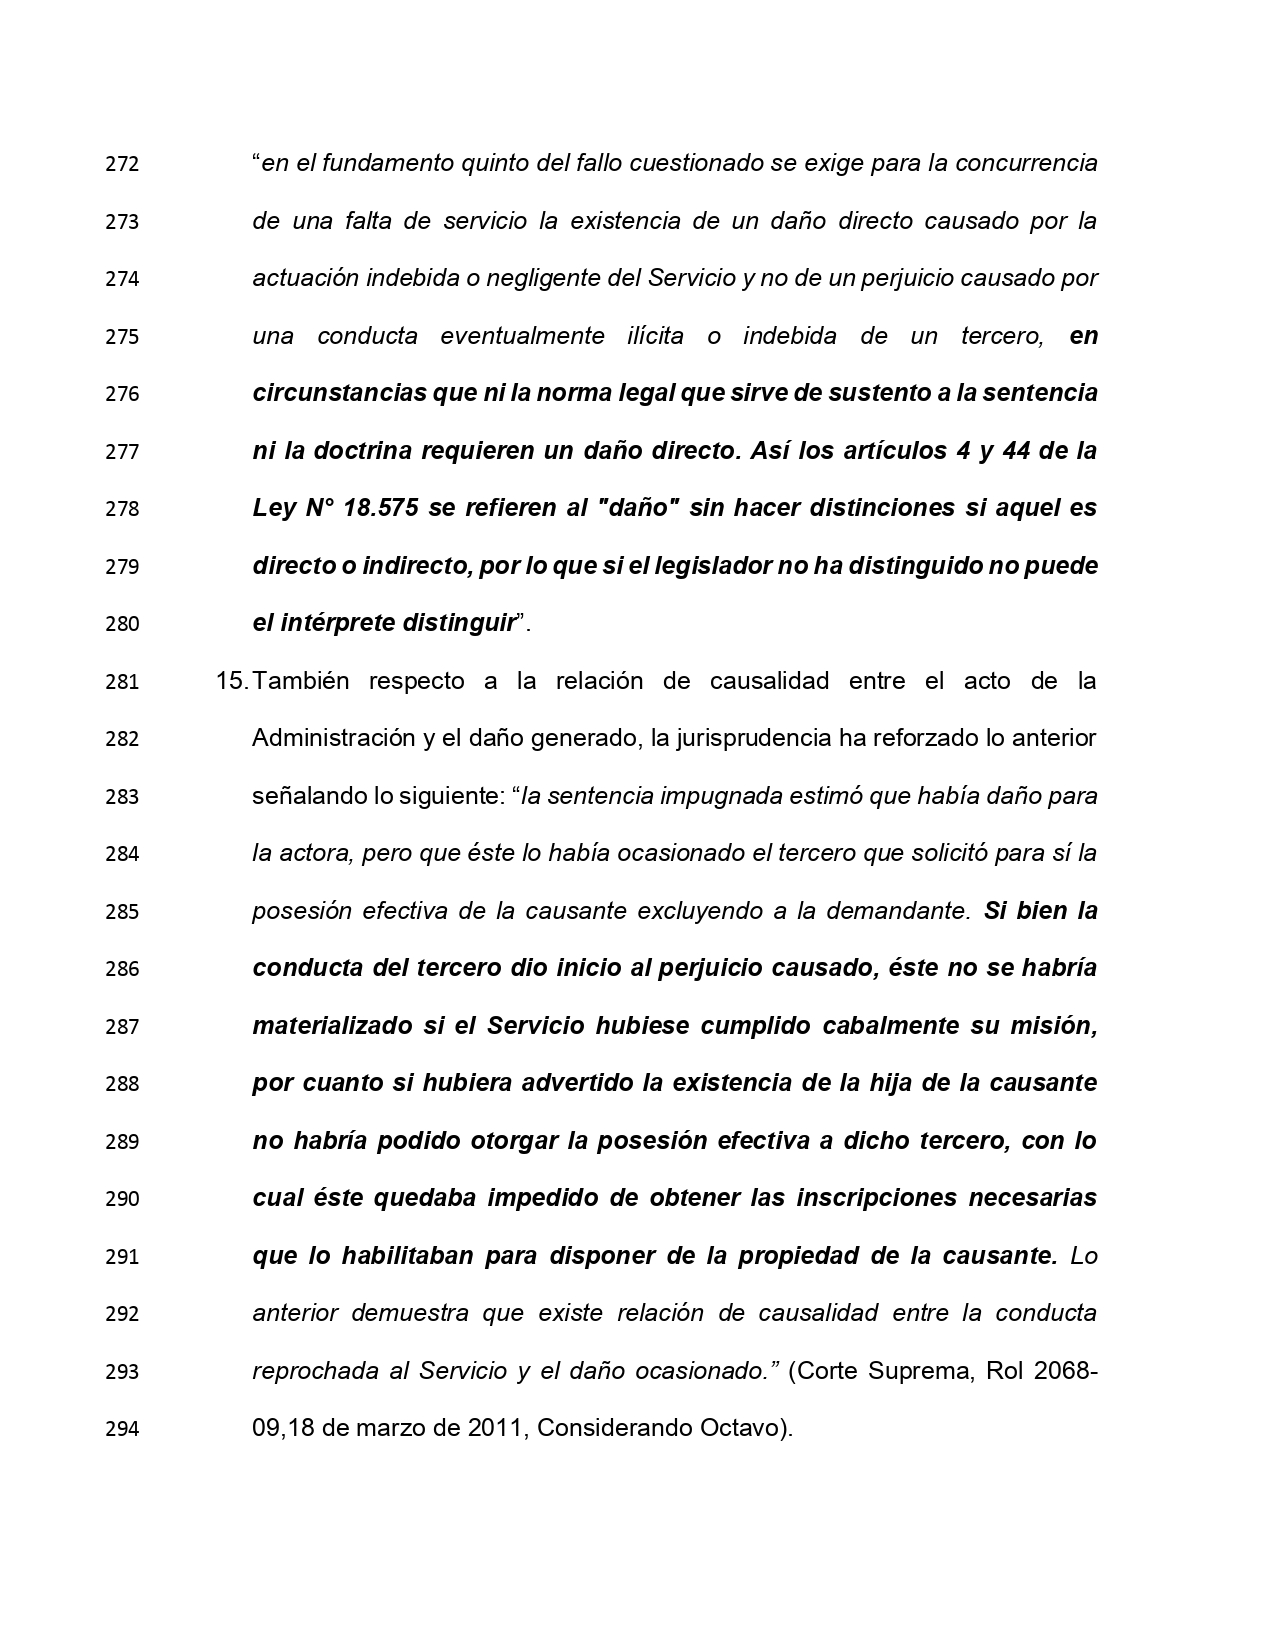 272 “en el fundamento quinto del fallo cuestionado se exige para la concurrencia
273 de una falta de servicio la existencia de un daño directo causado por la
274 actuación indebida o negligente del Servicio y no de un perjuicio causado por
275 una conducta eventualmente ilícita o indebida de un tercero, en
276 circunstancias que ni la norma legal que sirve de sustento a la sentencia
277 ni la doctrina requieren un daño directo. Así los artículos 4 y 44 de la
278 Ley N° 18.575 se refieren al "daño" sin hacer distinciones si aquel es
279 directo o indirecto, por lo que si el legislador no ha distinguido no puede
280 el intérprete distinguir”.
281 15. También respecto a la relación de causalidad entre el acto de la
282 Administración y el daño generado, la jurisprudencia ha reforzado lo anterior
283 señalando lo siguiente: “la sentencia impugnada estimó que había daño para
284 la actora, pero que éste lo había ocasionado el tercero que solicitó para sí la
285 posesión efectiva de la causante excluyendo a la demandante. Si bien la
286 conducta del tercero dio inicio al perjuicio causado, éste no se habría
287 materializado si el Servicio hubiese cumplido cabalmente su misión,
288 por cuanto si hubiera advertido la existencia de la hija de la causante
289 no habría podido otorgar la posesión efectiva a dicho tercero, con lo
290 cual éste quedaba impedido de obtener las inscripciones necesarias
291 que lo habilitaban para disponer de la propiedad de la causante. Lo
292 anterior demuestra que existe relación de causalidad entre la conducta
293 reprochada al Servicio y el daño ocasionado.” (Corte Suprema, Rol 2068-
294 09,18 de marzo de 2011, Considerando Octavo).